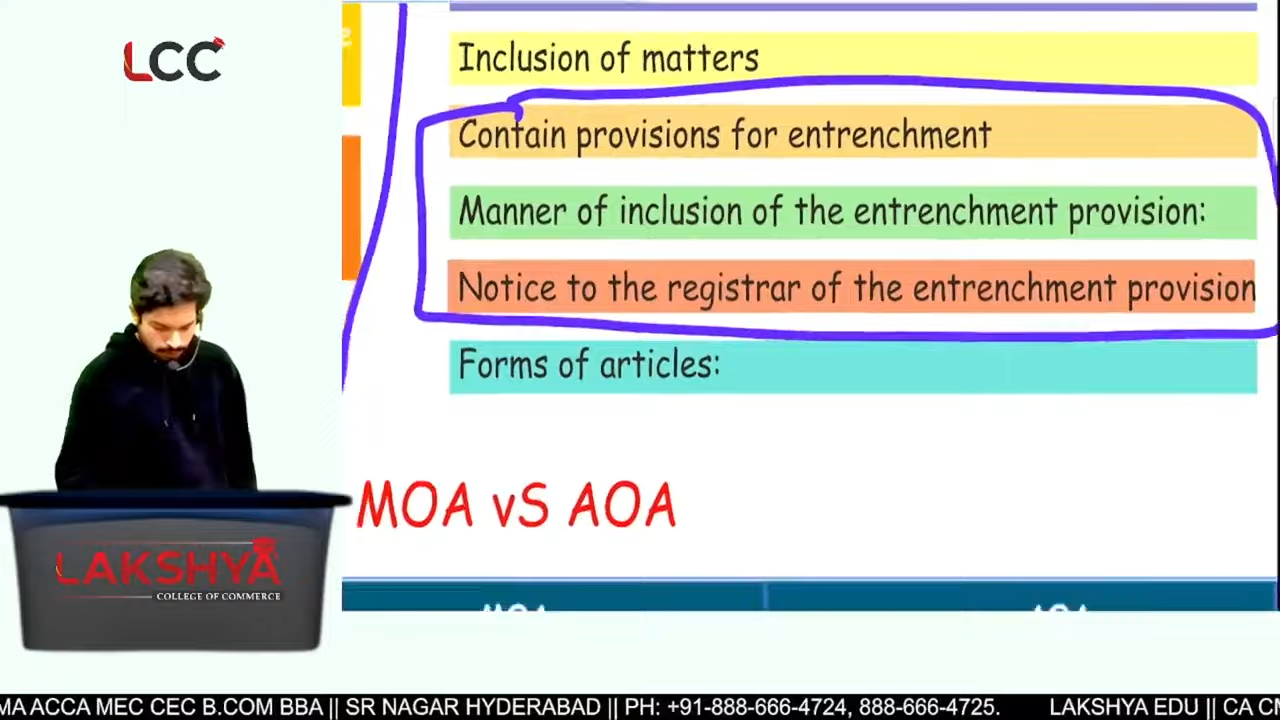 LCC
Inclusion of matters
Contain provisions for entrenchment
Manner of inclusion of the entrenchment provision:
Notice to the registrar of the entrenchment provision
Forms of articles:
MOA vS AOA
LAKSHYA
COLLEGE OF COMMERCE
MA ACCA MEC CEC B.COM BBA || SR NAGAR HYDERABAD || PH: +91-888-666-4724, 888-666-4725. LAKSHYA EDU || CA